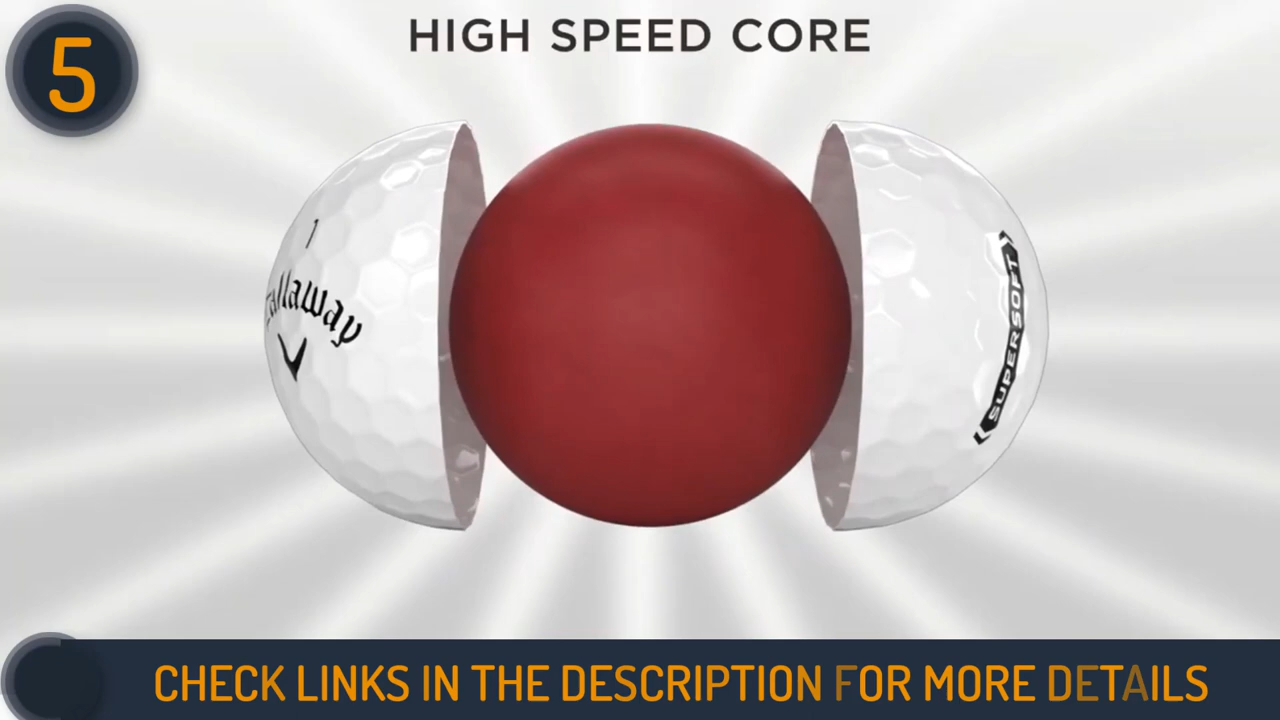 5
HIGH SPEED CORE
1
Callaway
SUPERSOFT
CHECK LINKS IN THE DESCRIPTION FOR MORE DETAILS